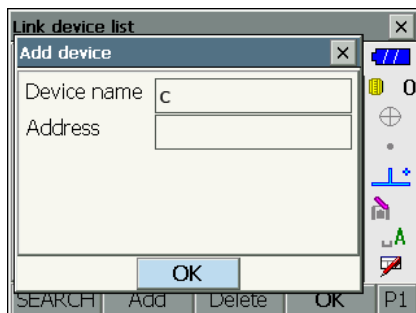 Link device list
Add device
Device name c
Address
0
A
OK
SEARCH Add Delete OK P1